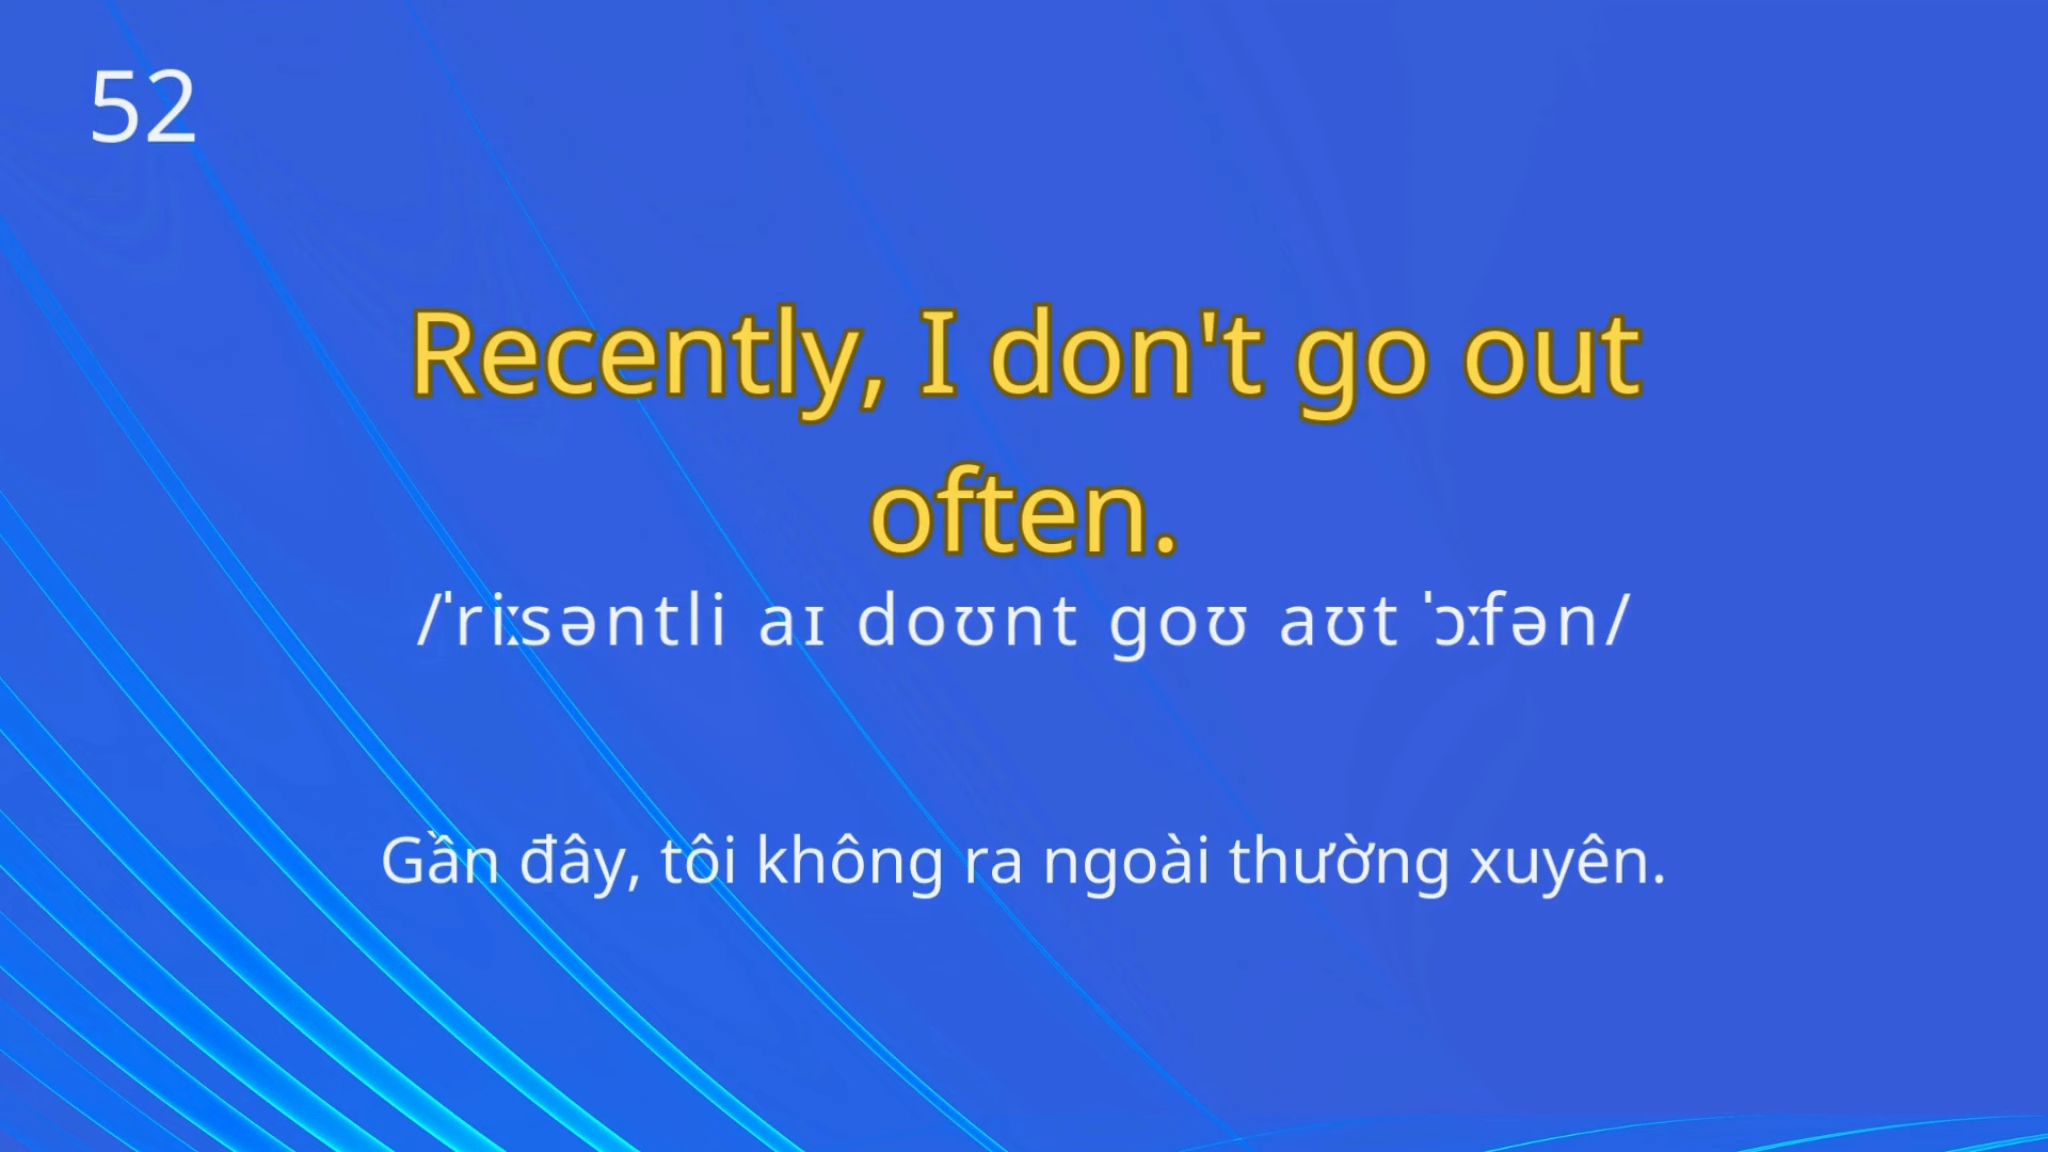 52
Recently, I don't go out
often.
/ˈriːsəntli aɪ doʊnt goʊ aʊt ˈɔːfən/
Gần đây, tôi không ra ngoài thường xuyên.